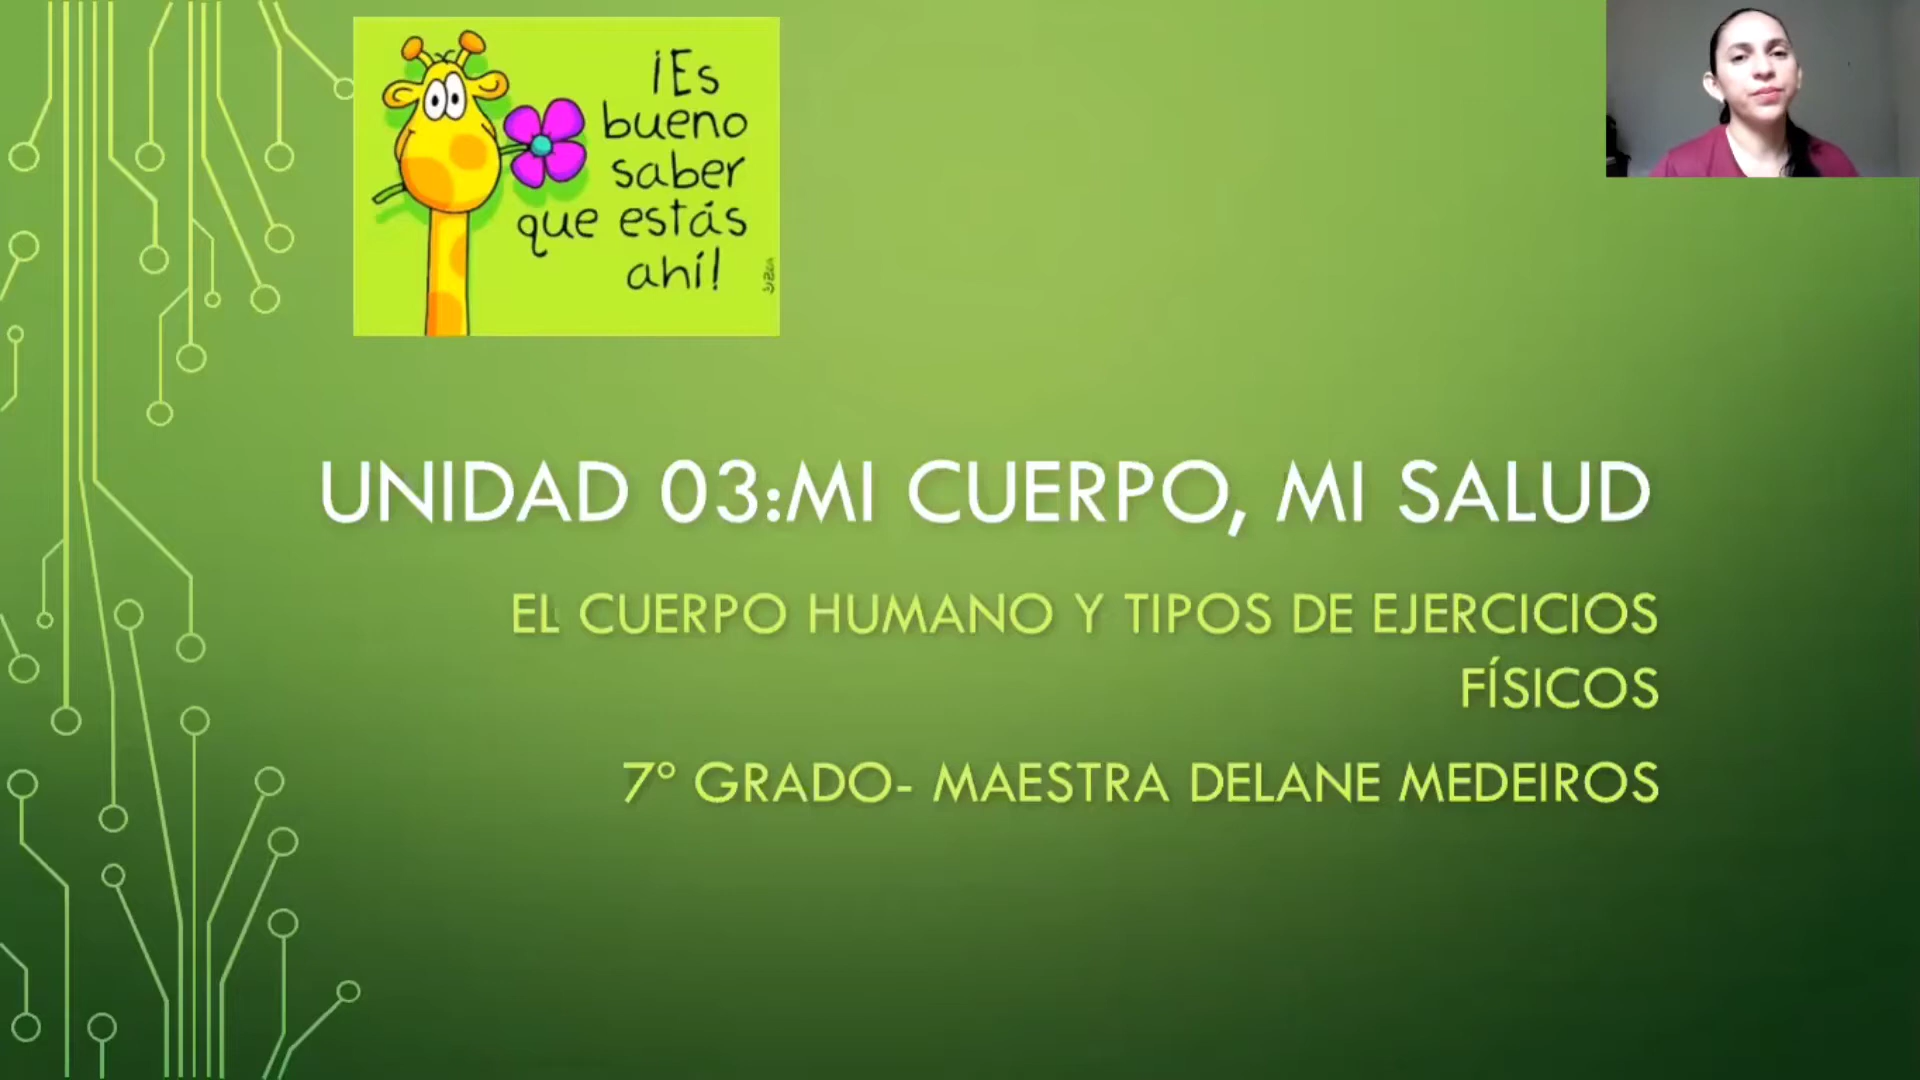 ¡Es
bueno
saber
que estás
ahí!
UNIDAD 03:MI CUERPO, MI SALUD
EL CUERPO HUMANO Y TIPOS DE EJERCICIOS
FÍSICOS
7º GRADO- MAESTRA DELANE MEDEIROS